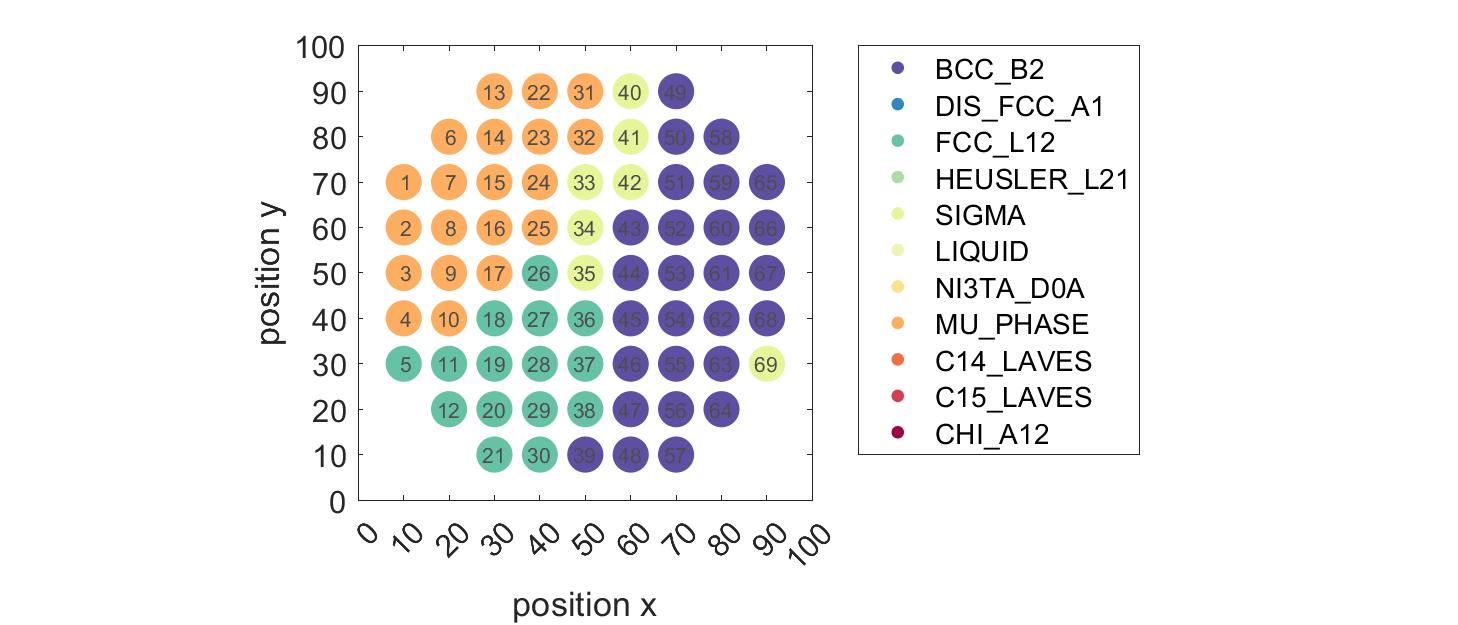 100
90
80
70
60
50
40
30
20
10
0
position y
13 22 31 40 49
6 14 23 32 41 50 58
1 7 15 24 33 42 51 59 65
2 8 16 25 34 43 52 60 66
3 9 17 26 35 44 53 61 67
4 10 18 27 36 45 54 62 68
5 11 19 28 37 46 55 63 69
12 20 29 38 47 56 64
21 30 39 48 57
0 10 20 30 40 50 60 70 80 90 100
position x
BCC_B2
DIS_FCC_A1
FCC_L12
HEUSLER_L21
SIGMA
LIQUID
NI3TA_D0A
MU_PHASE
C14_LAVES
C15_LAVES
CHI_A12